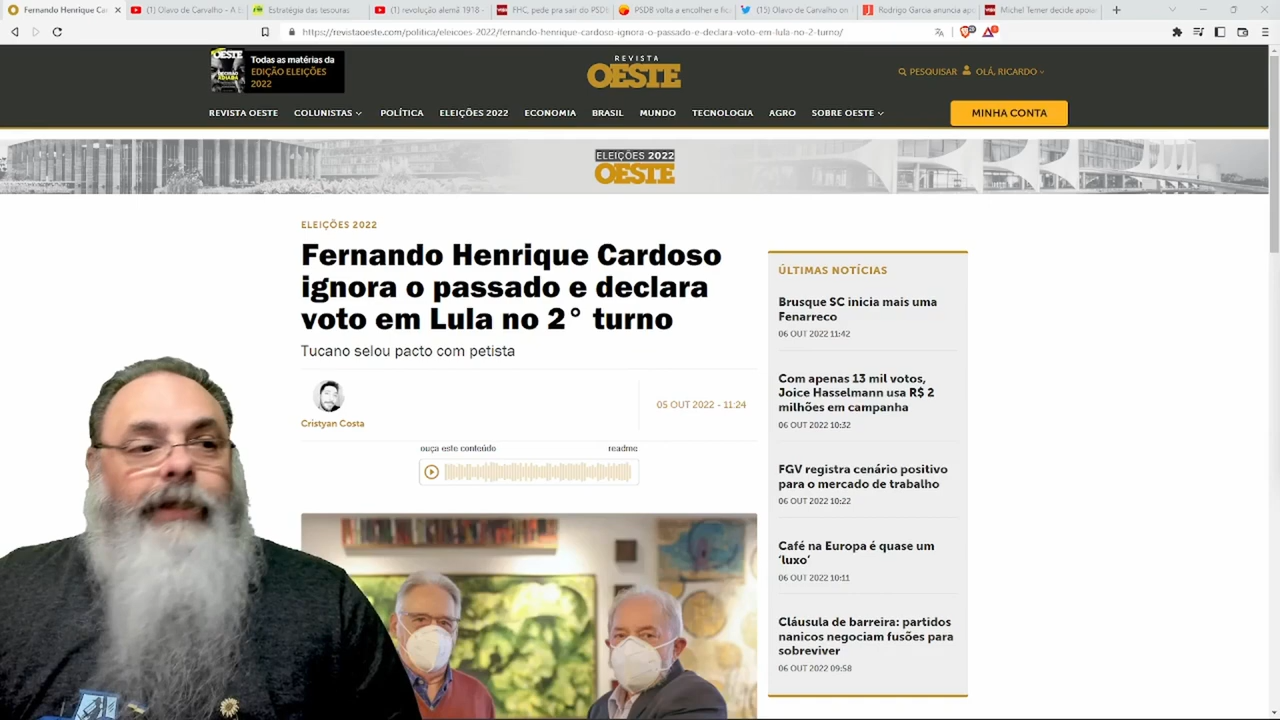 Fernando Henrique Ca
(1) Olavo de Carvalho - A E
Estratégia das tesouras
(1) revolução alemã 1918 -
FHC, pede pra sair do PSD
PSDB volta a encolher e fic
(15) Olavo de Carvalho on
Rodrigo Garcia anuncia apo
Michel Temer decide apoia
https://revistaoeste.com/politica/eleicoes-2022/fernando-henrique-cardoso-ignora-o-passado-e-declara-voto-em-lula-no-2-turno/
OESTE
Todas as matérias da
EDIÇÃO ELEIÇÕES
2022
REVISTA
OESTE
PESQUISAR
OLÁ, RICARDO
REVISTA OESTE
COLUNISTAS
POLÍTICA
ELEIÇÕES 2022
ECONOMIA
BRASIL
MUNDO
TECNOLOGIA
AGRO
SOBRE OESTE
MINHA CONTA
ELEIÇÕES 2022
OESTE
ELEIÇÕES 2022
Fernando Henrique Cardoso
ignora o passado e declara
voto em Lula no 2° turno
Tucano selou pacto com petista
Cristyan Costa
05 OUT 2022 - 11:24
ouça este conteúdo
readme
ÚLTIMAS NOTÍCIAS
Brusque SC inicia mais uma
Fenarreco
06 OUT 2022 11:42
Com apenas 13 mil votos,
Joice Hasselmann usa R$ 2
milhões em campanha
06 OUT 2022 10:32
FGV registra cenário positivo
para o mercado de trabalho
06 OUT 2022 10:22
Café na Europa é quase um
‘luxo’
06 OUT 2022 10:11
Cláusula de barreira: partidos
nanicos negociam fusões para
sobreviver
06 OUT 2022 09:58